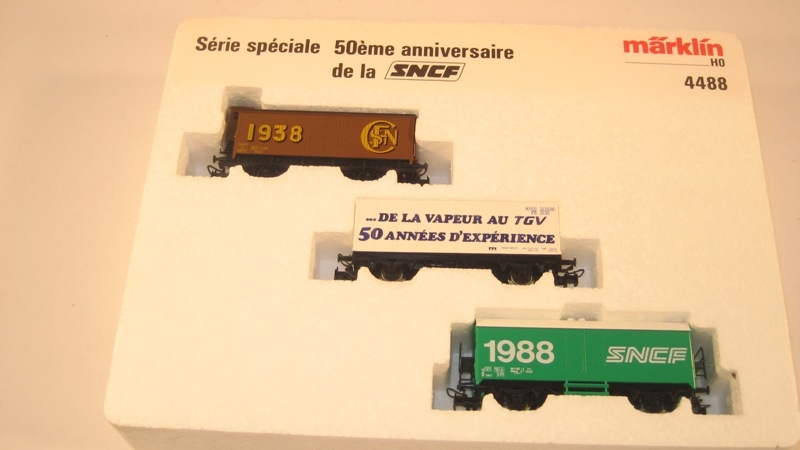 Série spéciale 50ème anniversaire
de la SNCF
märklin
HO
4488
1938 SNCF
...DE LA VAPEUR AU TGV
50 ANNÉES D'EXPÉRIENCE
1988 SNCF